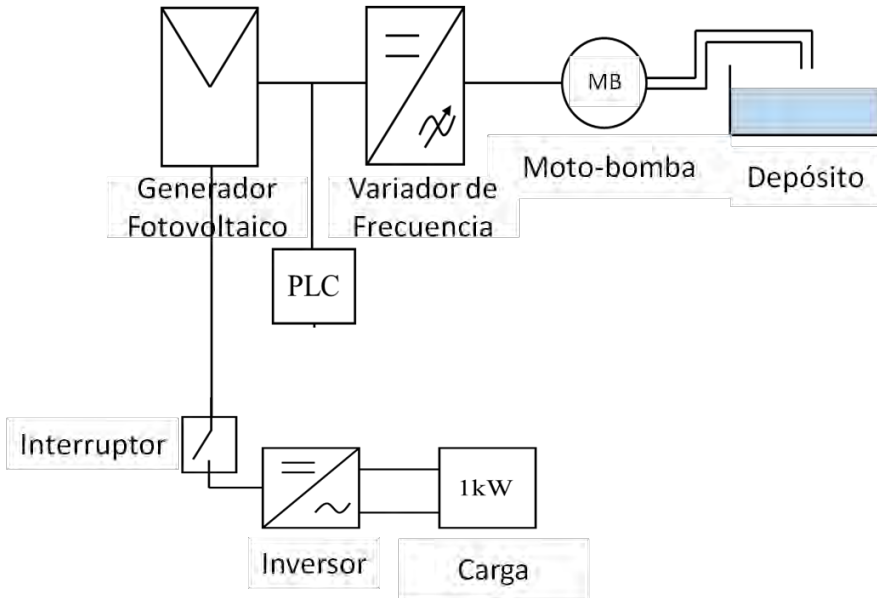 MB
Generador
Fotovoltaico
Variador de
Frecuencia
Moto-bomba
Depósito
PLC
Interruptor
1kW
Inversor
Carga